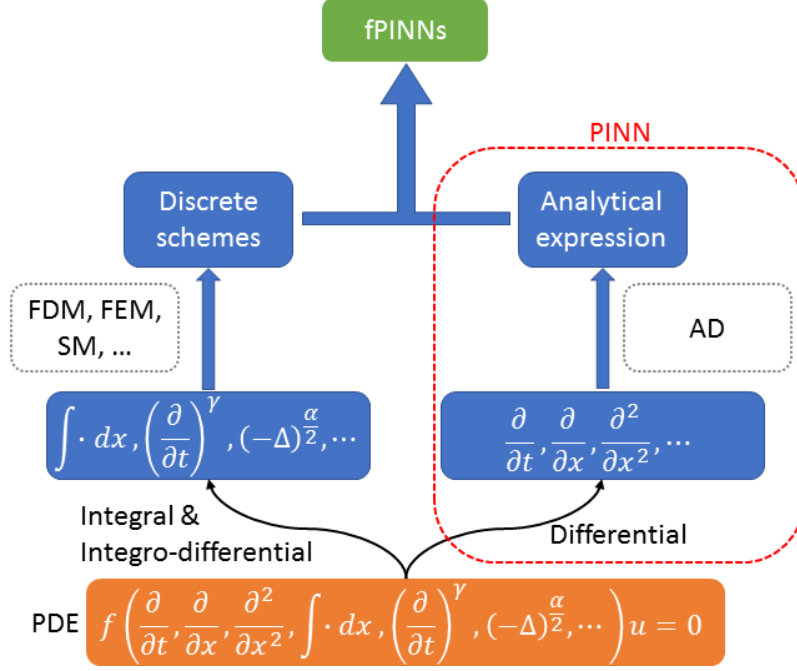 fPINNs
PINN
Discrete
schemes
Analytical
expression
FDM, FEM,
SM, ...
AD
∫ · dx , (∂/∂t)^γ , (−Δ)^(α/2), ⋯
∂/∂t, ∂/∂x, ∂²/∂x², ⋯
Integral &
Integro-differential
Differential
PDE f(∂/∂t, ∂/∂x, ∂²/∂x², ∫ · dx , (∂/∂t)^γ , (−Δ)^(α/2), ⋯) u = 0